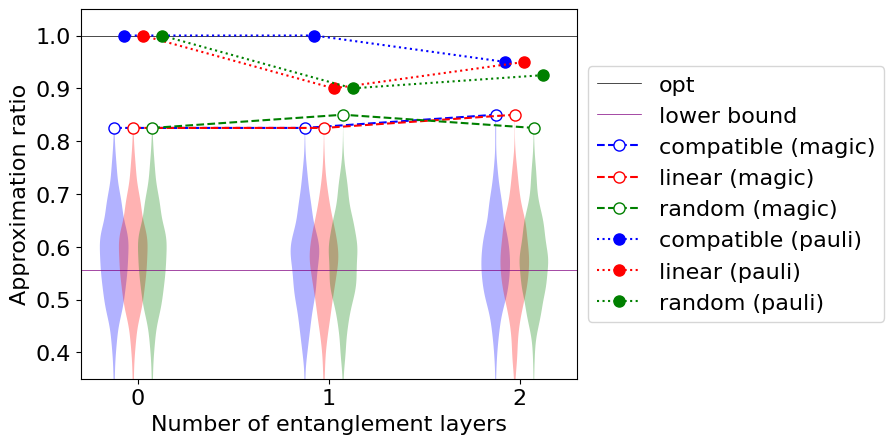 1.0
0.9
0.8
0.7
0.6
0.5
0.4
Approximation ratio
0 1 2
Number of entanglement layers
opt
lower bound
compatible (magic)
linear (magic)
random (magic)
compatible (pauli)
linear (pauli)
random (pauli)